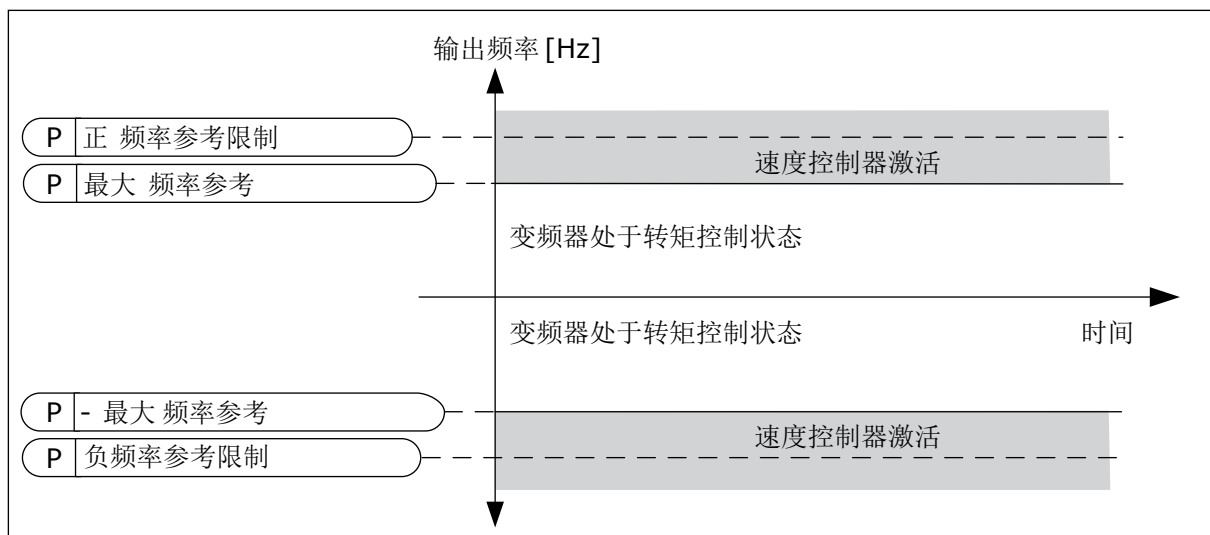 输出频率 [Hz]
P 正 频率参考限制
速度控制器激活
P 最大 频率参考
变频器处于转矩控制状态
变频器处于转矩控制状态
时间
P - 最大 频率参考
速度控制器激活
P 负频率参考限制